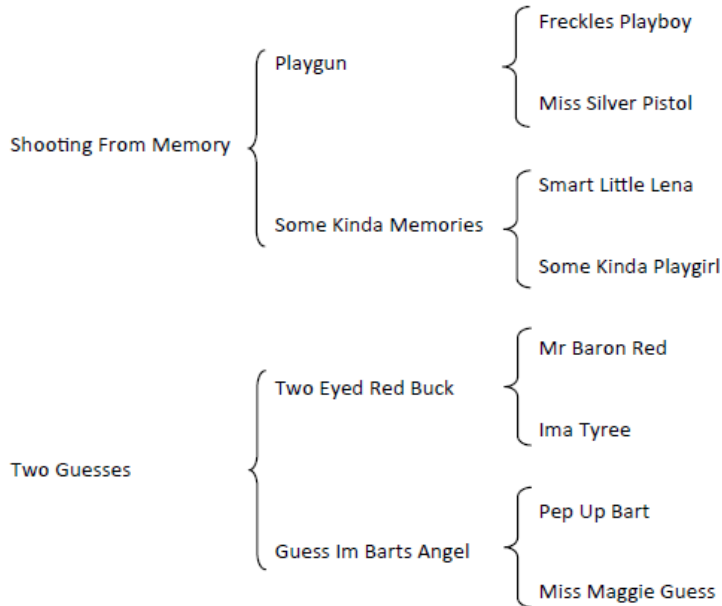 Freckles Playboy
Playgun
Miss Silver Pistol
Shooting From Memory
Smart Little Lena
Some Kinda Memories
Some Kinda Playgirl
Mr Baron Red
Two Eyed Red Buck
Ima Tyree
Two Guesses
Pep Up Bart
Guess Im Barts Angel
Miss Maggie Guess